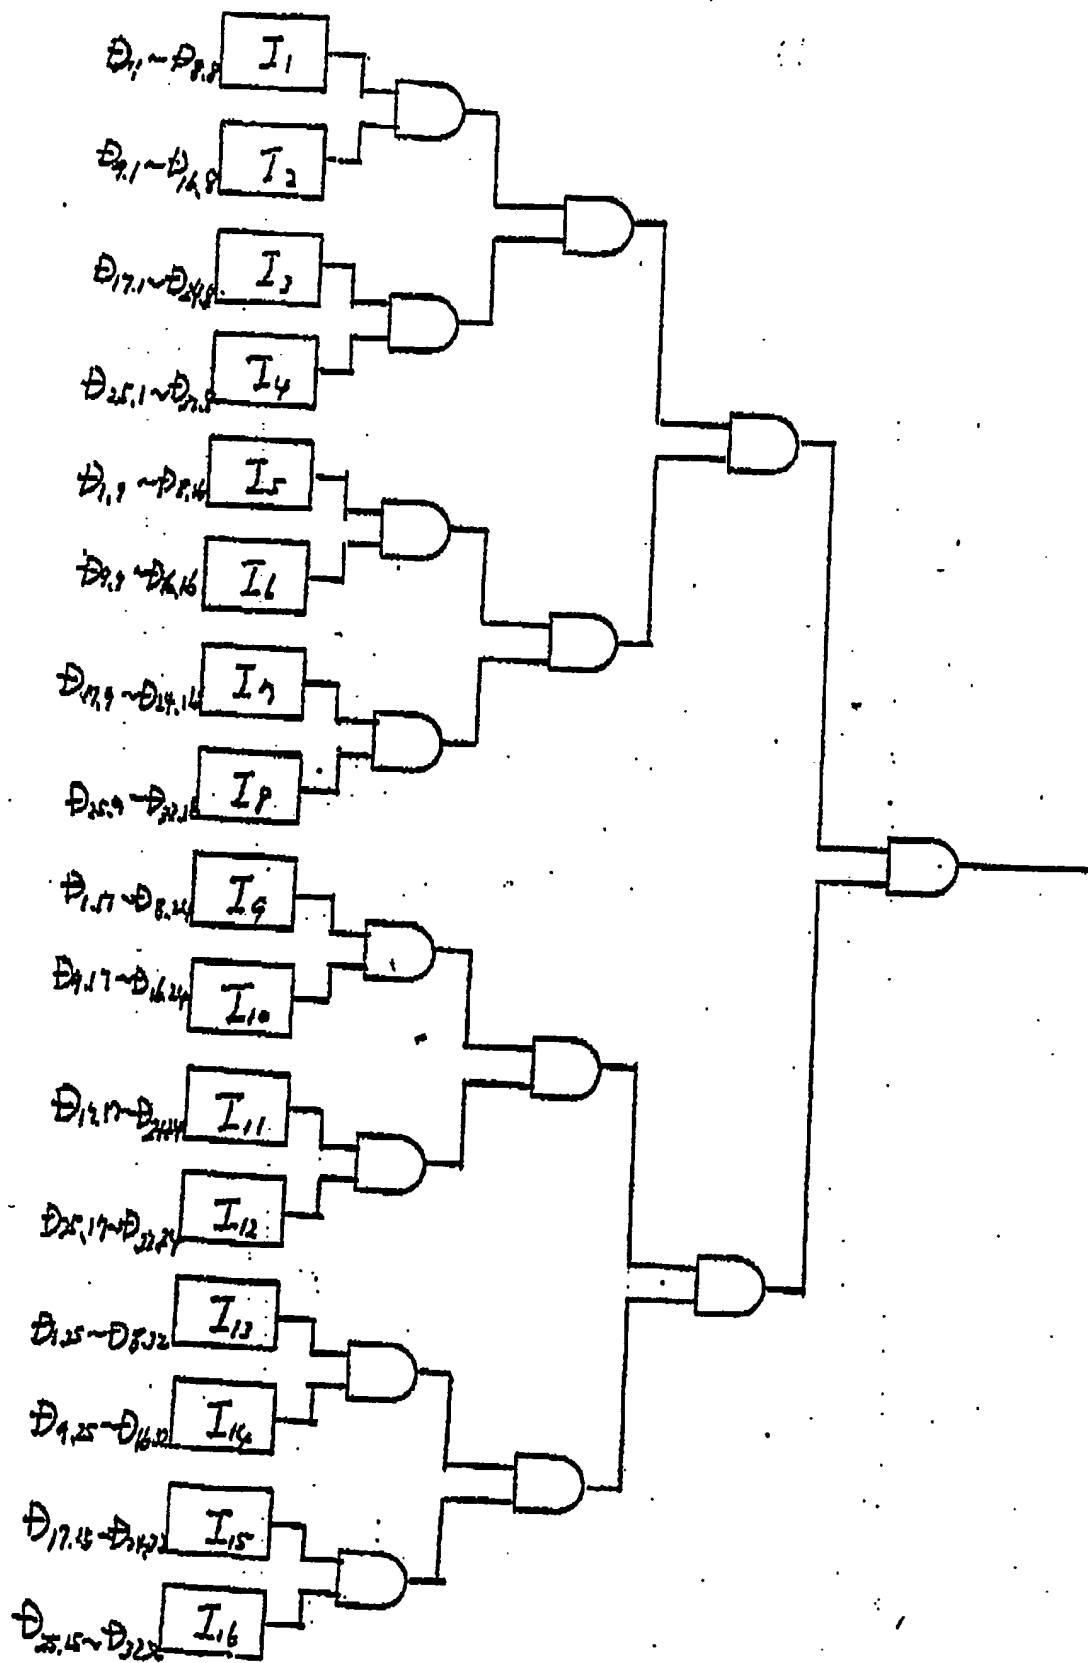 D1,1 ~ D8,8 I1
D9,1 ~ D16,8 I2
D17,1 ~ D24,8 I3
D25,1 ~ I4
D1,9 ~ D8,16 I5
D9,9 ~ D16,16 I6
D17,9 ~ D24,16 I7
D25,9 ~ D32,16 I8
D1,17 ~ D8,24 I9
D9,17 ~ D16,24 I10
D17,17 ~ D24,24 I11
D25,17 ~ D32,24 I12
D1,25 ~ D8,32 I13
D9,25 ~ D16,32 I14
D17,25 ~ D24,32 I15
D25,25 ~ D32,32 I16